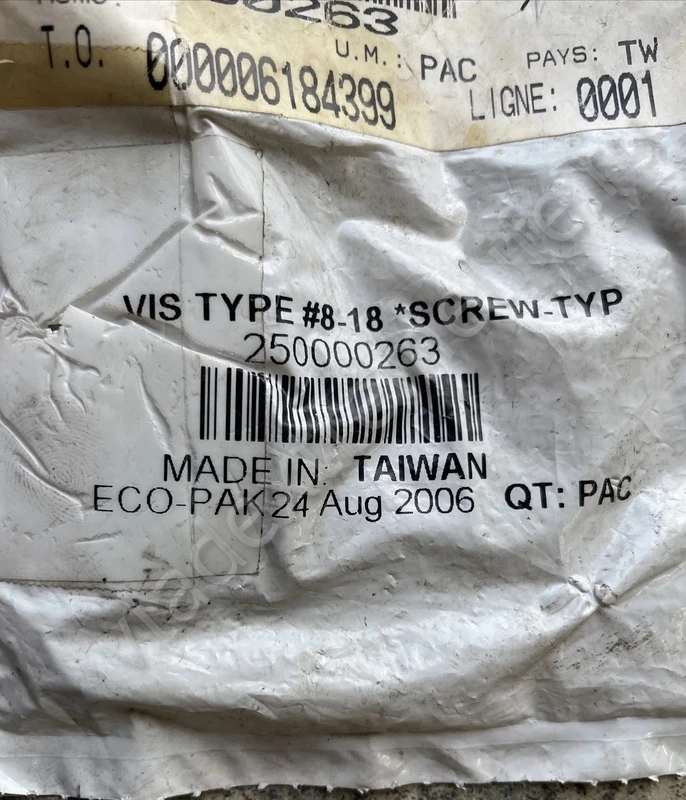 00263
U.M.: PAC PAYS: TW
T.O. 000006184399 LIGNE: 0001
VIS TYPE #8-18 *SCREW-TYP
250000263
MADE IN: TAIWAN
ECO-PAK 24 Aug 2006 QT: PAC